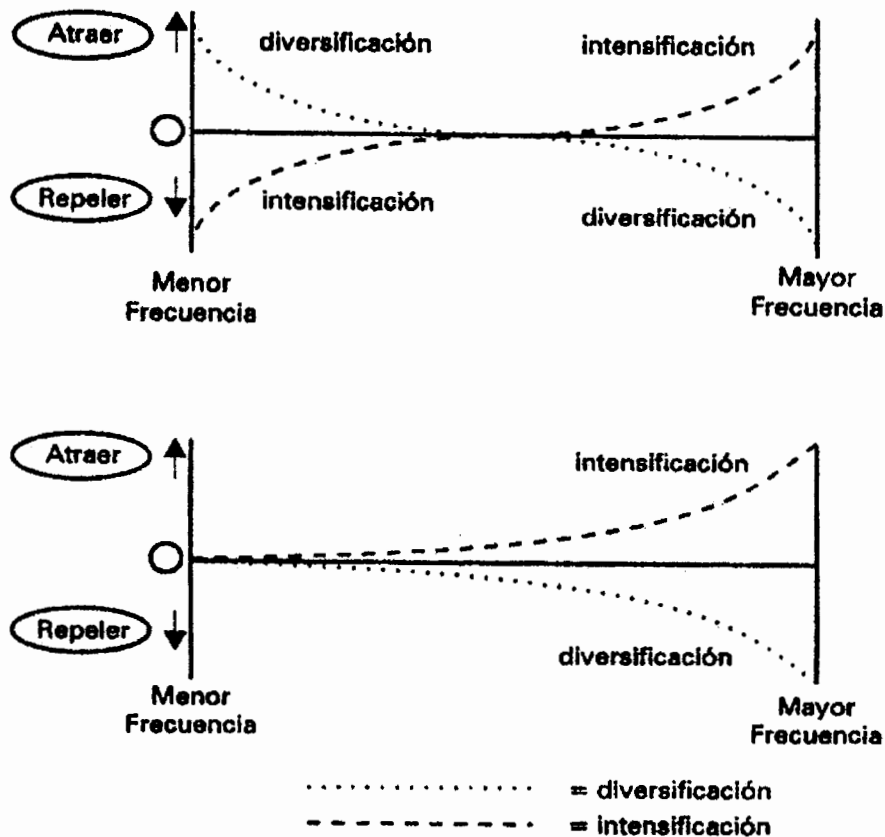 Atraer
diversificación
intensificación
O
Repeler
intensificación
diversificación
Menor
Frecuencia
Mayor
Frecuencia
Atraer
intensificación
O
Repeler
diversificación
Menor
Frecuencia
Mayor
Frecuencia
= diversificación
= intensificación